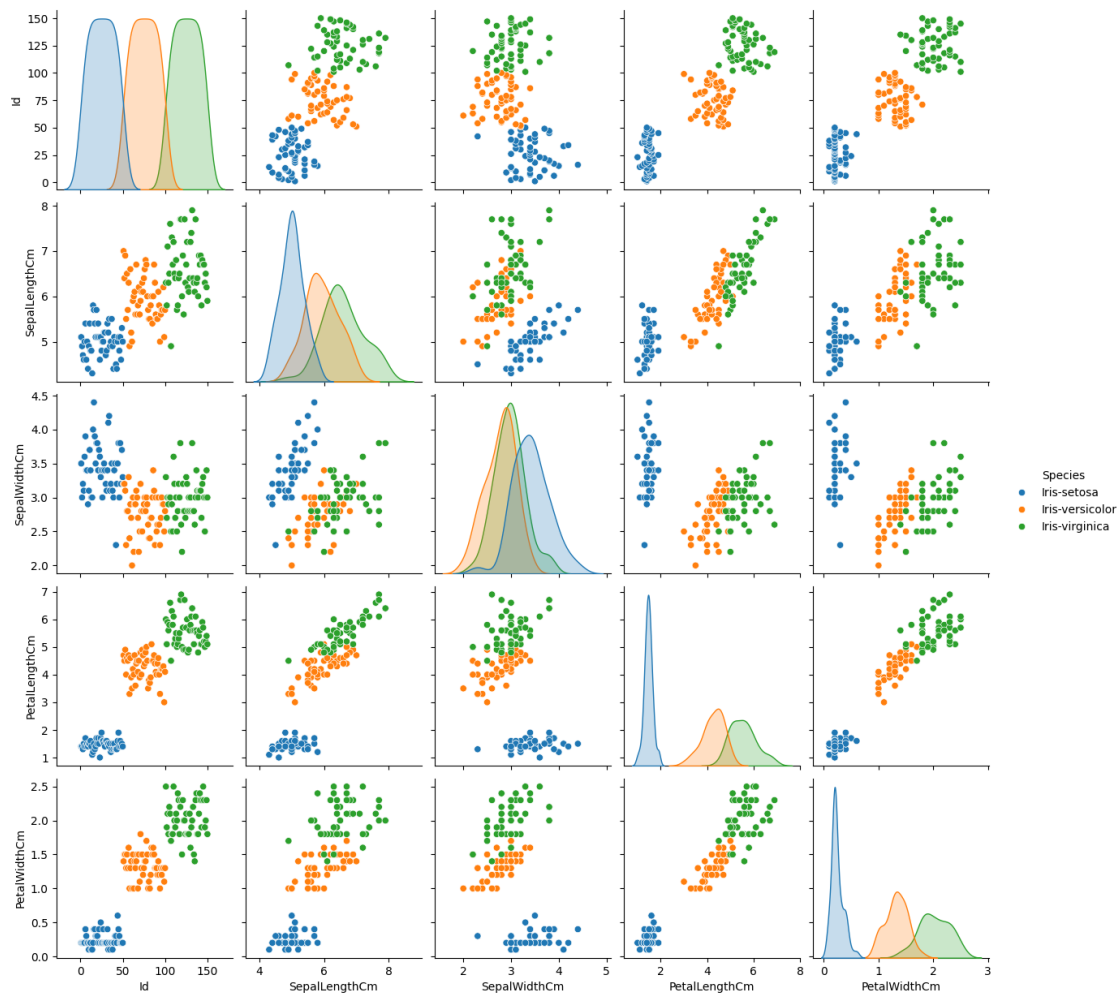 150
125
100
75
50
25
0
Id
8
7
6
5
4
SepalLengthCm
4.5
4.0
3.5
3.0
2.5
2.0
SepalWidthCm
Species
Iris-setosa
Iris-versicolor
Iris-virginica
7
6
5
4
3
2
1
PetalLengthCm
2.5
2.0
1.5
1.0
0.5
0.0
PetalWidthCm
0 50 100 150
Id
4 6 8
SepalLengthCm
2 3 4 5
SepalWidthCm
2 4 6 8
PetalLengthCm
0 1 2 3
PetalWidthCm